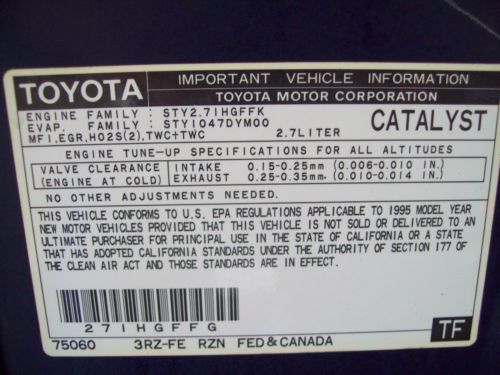 TOYOTA
IMPORTANT VEHICLE INFORMATION
TOYOTA MOTOR CORPORATION
ENGINE FAMILY : STY2.7IHGFFK
EVAP. FAMILY : STY1047DYM00
MFI,EGR,HO2S(2),TWC+TWC 2.7LITER
CATALYST
ENGINE TUNE-UP SPECIFICATIONS FOR ALL ALTITUDES
VALVE CLEARANCE INTAKE 0.15-0.25mm (0.006-0.010 IN.)
(ENGINE AT COLD) EXHAUST 0.25-0.35mm (0.010-0.014 IN.)
NO OTHER ADJUSTMENTS NEEDED.
THIS VEHICLE CONFORMS TO U.S. EPA REGULATIONS APPLICABLE TO 1995 MODEL YEAR
NEW MOTOR VEHICLES PROVIDED THAT THIS VEHICLE IS NOT SOLD OR DELIVERED TO AN
ULTIMATE PURCHASER FOR PRINCIPAL USE IN THE STATE OF CALIFORNIA OR A STATE
THAT HAS ADOPTED CALIFORNIA STANDARDS UNDER THE AUTHORITY OF SECTION 177 OF
THE CLEAN AIR ACT AND THOSE STANDARDS ARE IN EFFECT.
27IHGFFG
75060 3RZ-FE RZN FED & CANADA
TF